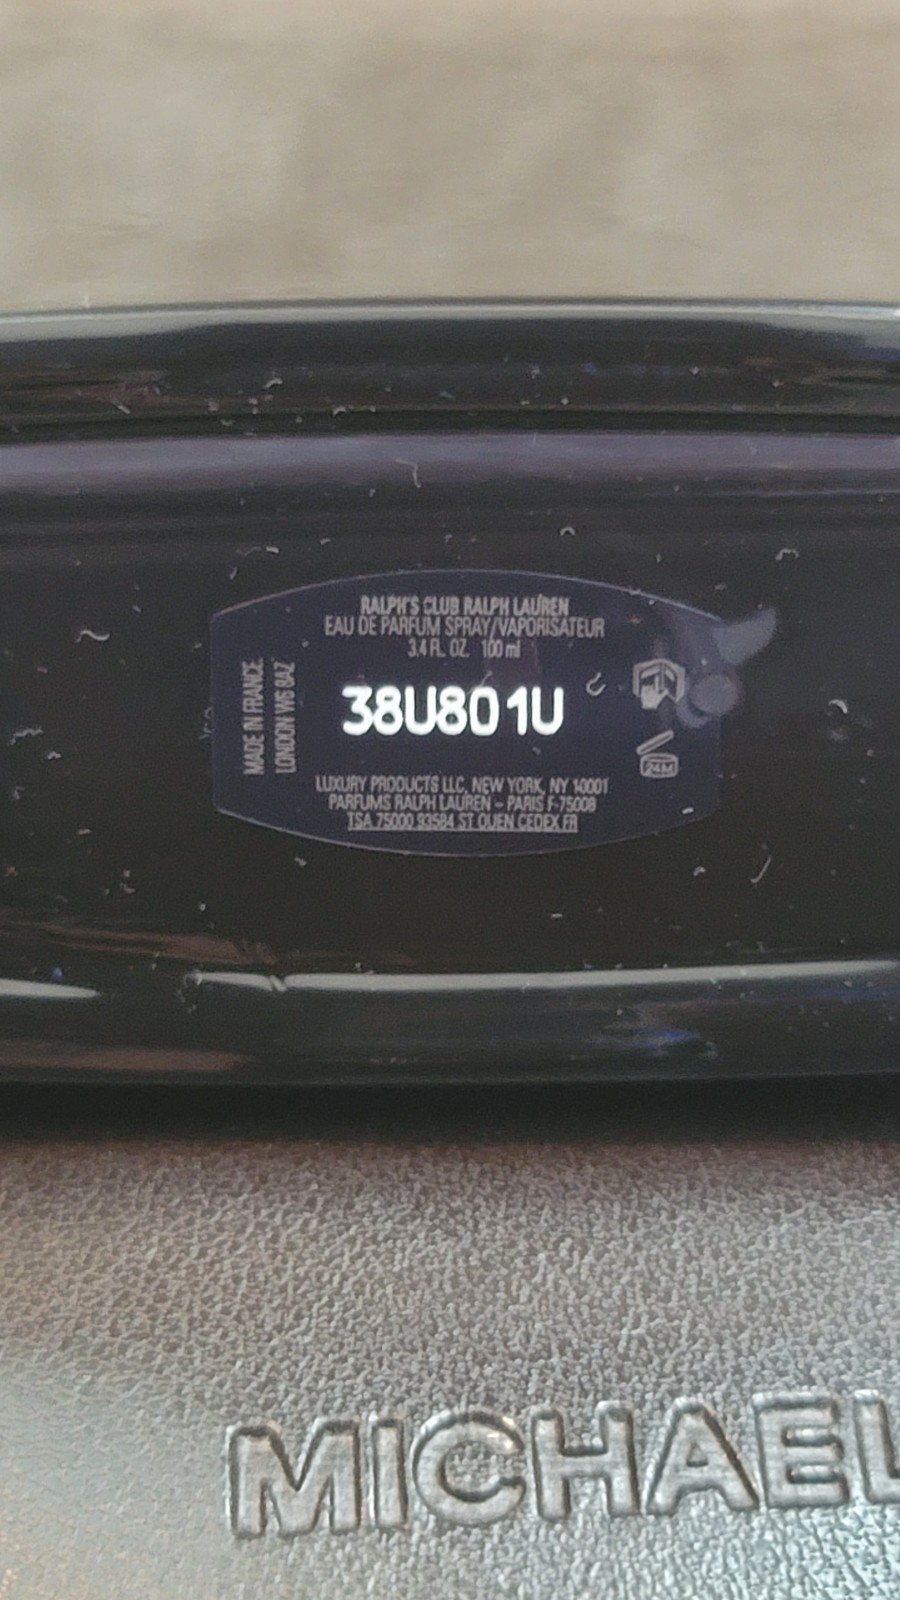 RALPH'S CLUB RALPH LAUREN
EAU DE PARFUM SPRAY/VAPORISATEUR
3.4 FL. OZ. 100 ml
MADE IN FRANCE
LONDON W6 8AZ
38U801U
24M
LUXURY PRODUCTS LLC, NEW YORK, NY 10001
PARFUMS RALPH LAUREN - PARIS F-75008
TSA 75000 93584 ST OUEN CEDEX FR
MICHAEL